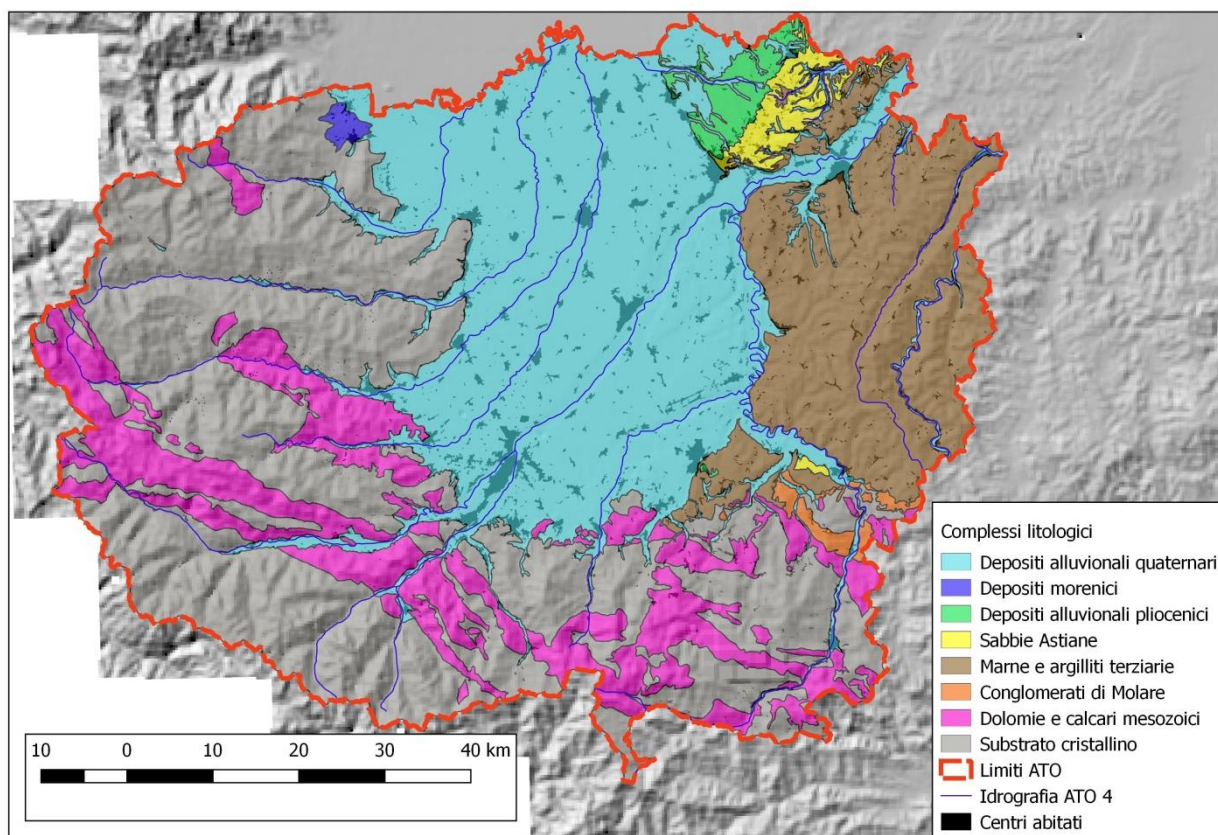 Complessi litologici
Depositi alluvionali quaternari
Depositi morenici
Depositi alluvionali pliocenici
Sabbie Astiane
Marne e argilliti terziarie
Conglomerati di Molare
Dolomie e calcari mesozoici
Substrato cristallino
Limiti ATO
Idrografia ATO 4
Centri abitati
10 0 10 20 30 40 km